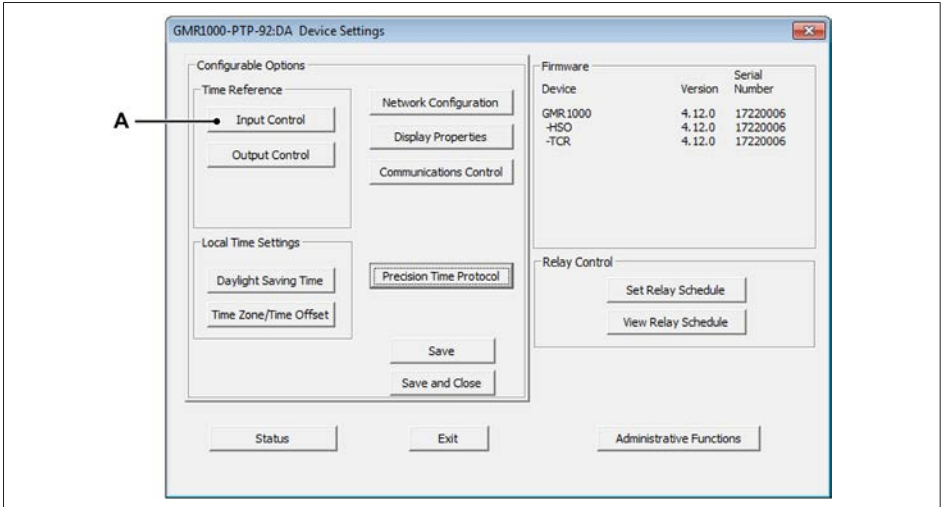 GMR1000-PTP-92:DA Device Settings
Configurable Options
Time Reference
A
Input Control
Output Control
Network Configuration
Display Properties
Communications Control
Local Time Settings
Daylight Saving Time
Time Zone/Time Offset
Precision Time Protocol
Save
Save and Close
Firmware
Device Version Serial Number
GMR1000 4.12.0 17220006
-HSO 4.12.0 17220006
-TCR 4.12.0 17220006
Relay Control
Set Relay Schedule
View Relay Schedule
Status
Exit
Administrative Functions